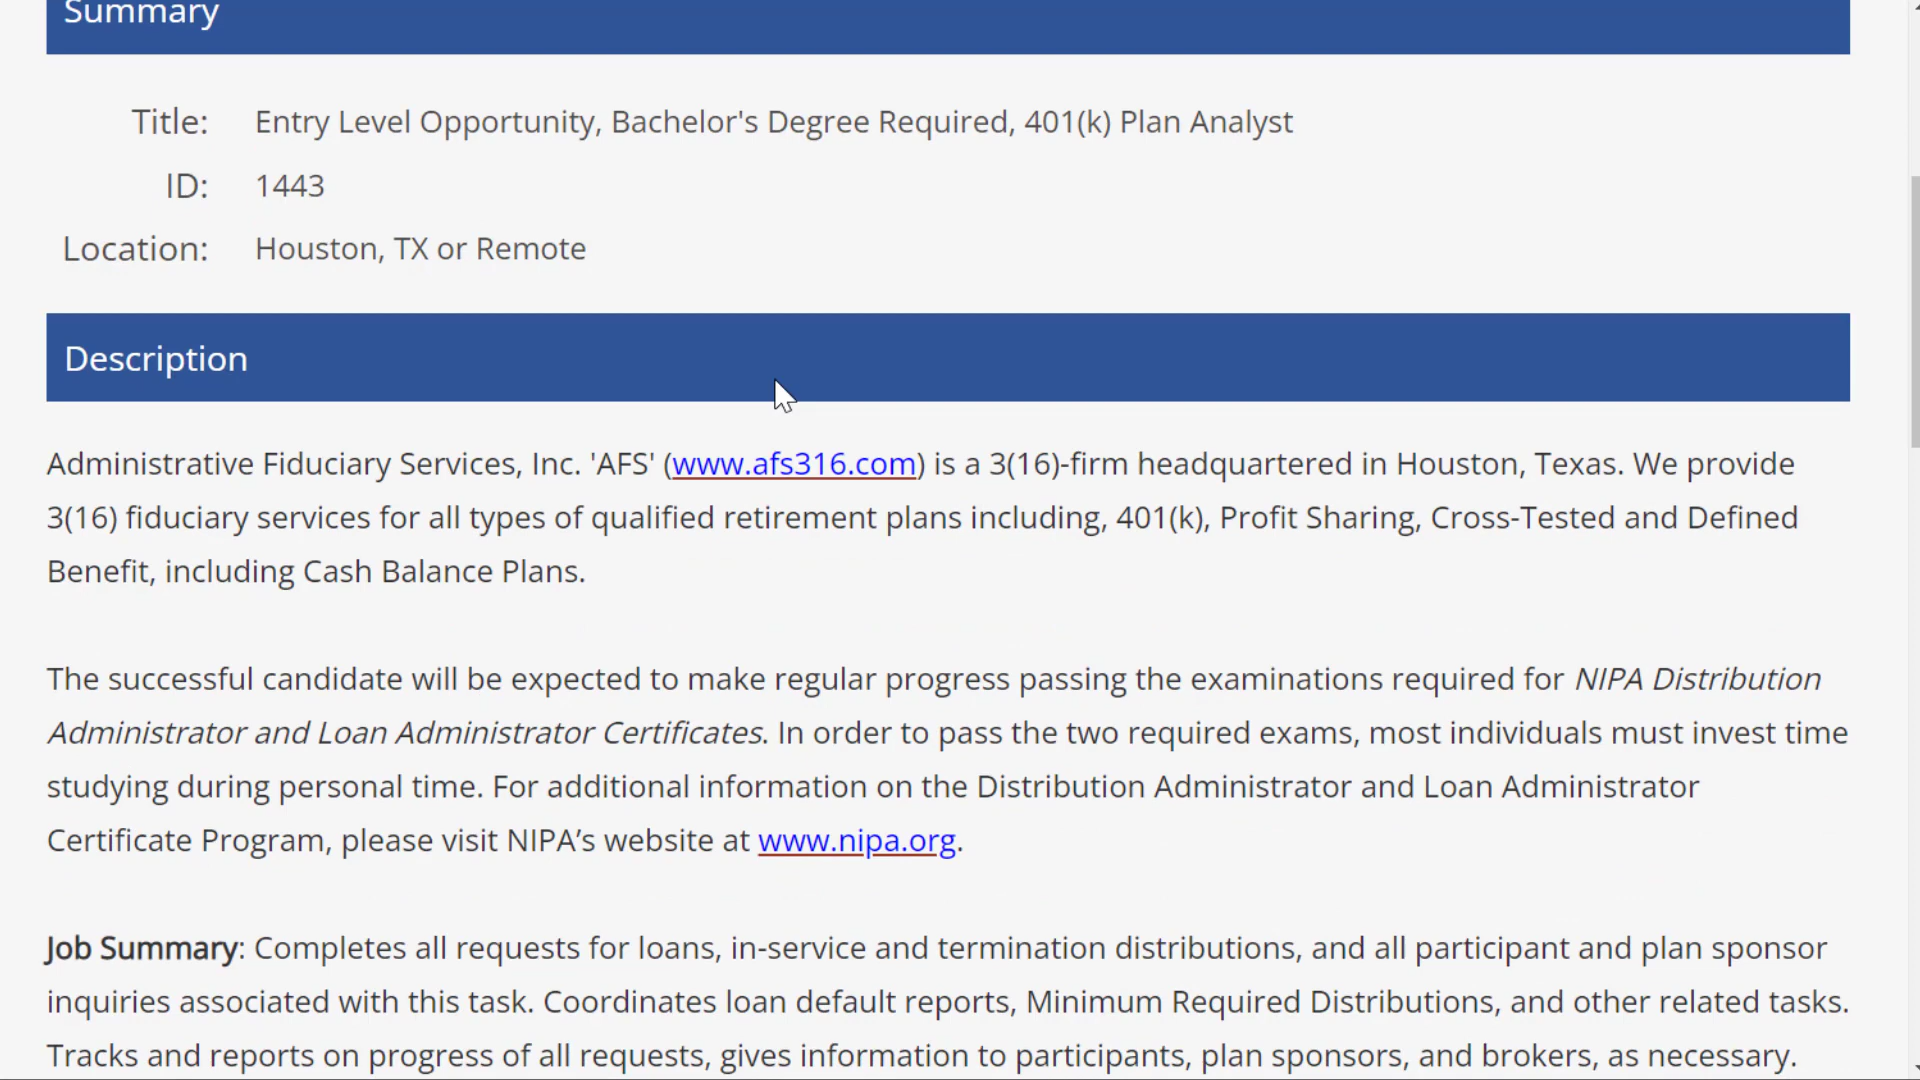 Summary
Title: Entry Level Opportunity, Bachelor's Degree Required, 401(k) Plan Analyst
ID: 1443
Location: Houston, TX or Remote
Description
Administrative Fiduciary Services, Inc. 'AFS' (www.afs316.com) is a 3(16)-firm headquartered in Houston, Texas. We provide
3(16) fiduciary services for all types of qualified retirement plans including, 401(k), Profit Sharing, Cross-Tested and Defined
Benefit, including Cash Balance Plans.
The successful candidate will be expected to make regular progress passing the examinations required for NIPA Distribution
Administrator and Loan Administrator Certificates. In order to pass the two required exams, most individuals must invest time
studying during personal time. For additional information on the Distribution Administrator and Loan Administrator
Certificate Program, please visit NIPA’s website at www.nipa.org.
Job Summary: Completes all requests for loans, in-service and termination distributions, and all participant and plan sponsor
inquiries associated with this task. Coordinates loan default reports, Minimum Required Distributions, and other related tasks.
Tracks and reports on progress of all requests, gives information to participants, plan sponsors, and brokers, as necessary.